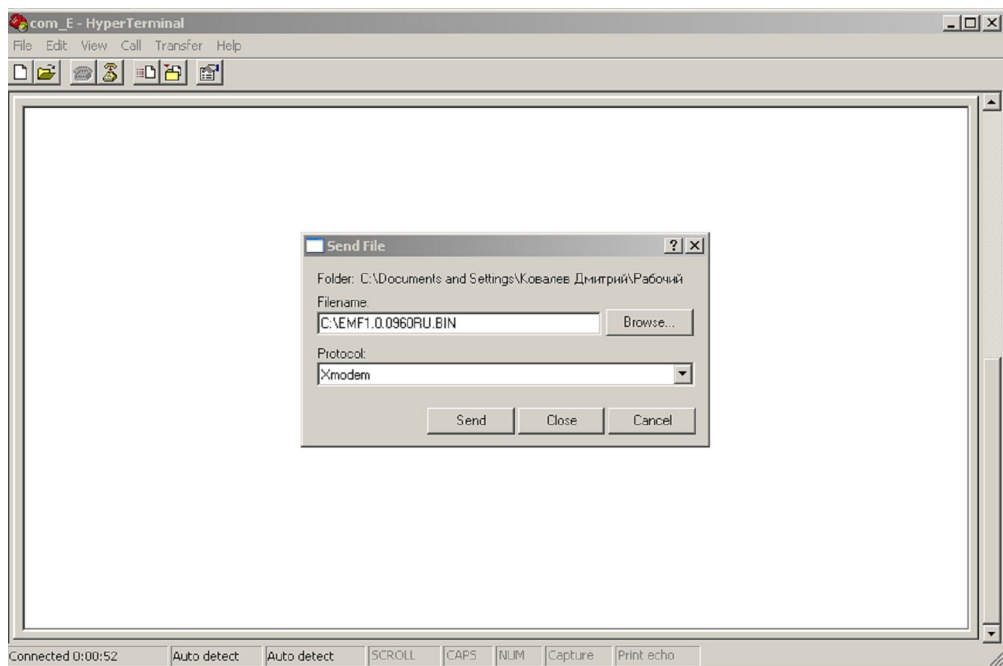 com_E - HyperTerminal
File Edit View Call Transfer Help
Send File
Folder: C:\Documents and Settings\Ковалев Дмитрий\Рабочий
Filename:
C:\EMF1.0.0960RU.BIN
Browse...
Protocol:
Xmodem
Send Close Cancel
Connected 0:00:52 Auto detect Auto detect SCROLL CAPS NUM Capture Print echo